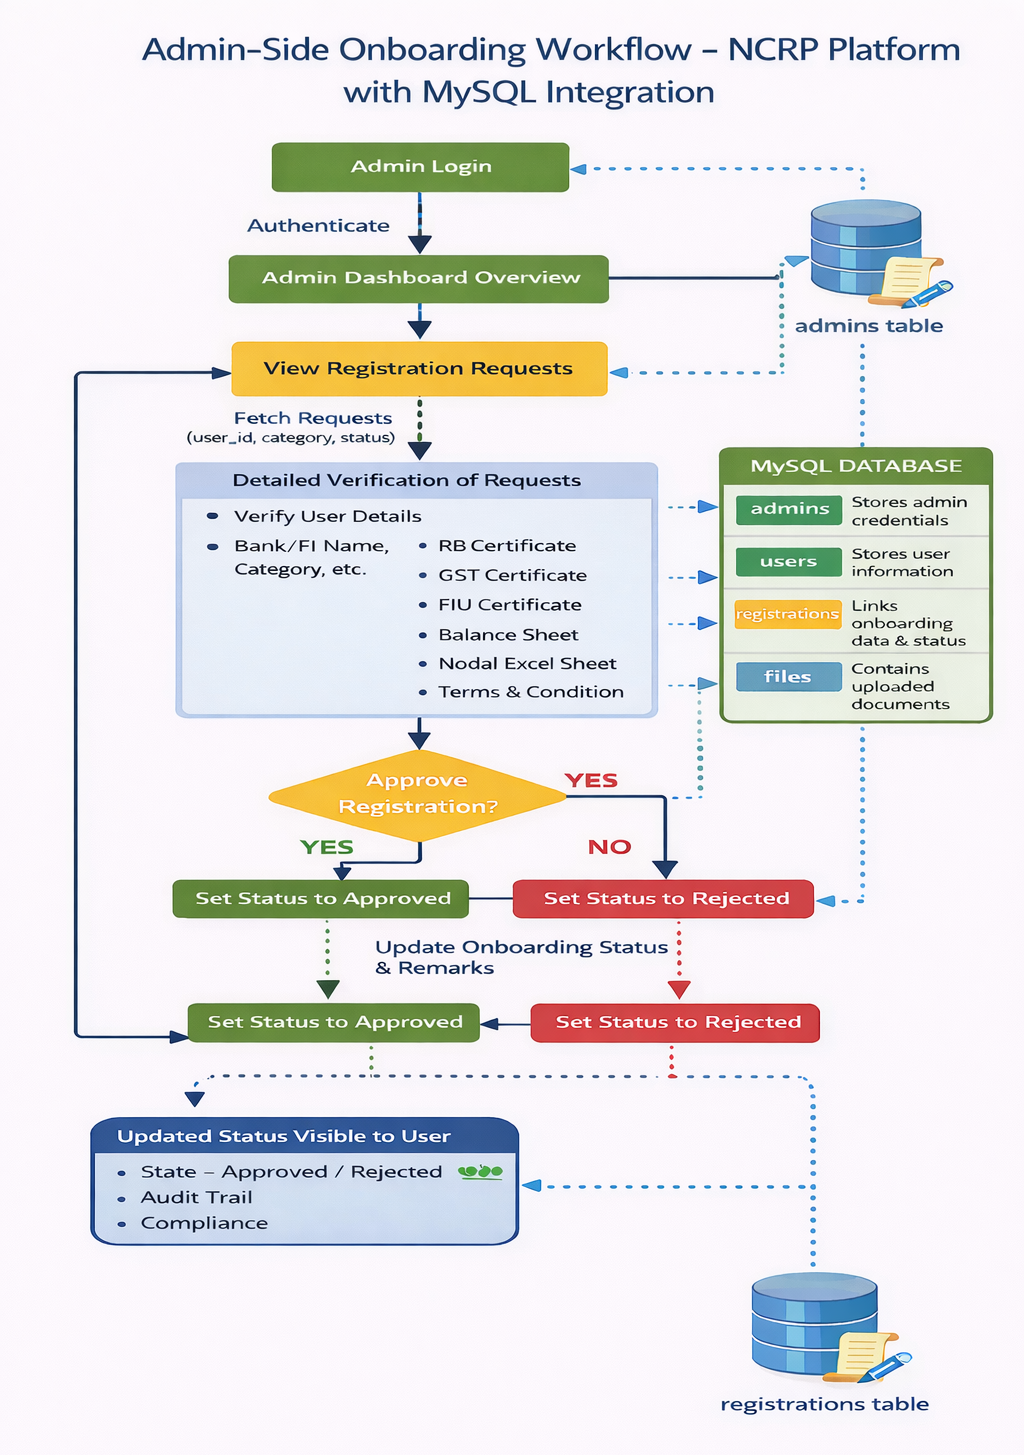 Admin-Side Onboarding Workflow – NCRP Platform
with MySQL Integration
Admin Login
Authenticate
Admin Dashboard Overview
admins table
View Registration Requests
Fetch Requests
(user_id, category, status)
Detailed Verification of Requests
• Verify User Details
• Bank/FI Name,
Category, etc.
• RB Certificate
• GST Certificate
• FIU Certificate
• Balance Sheet
• Nodal Excel Sheet
• Terms & Condition
MySQL DATABASE
admins
Stores admin
credentials
users
Stores user
information
registrations
Links
onboarding
data & status
files
Contains
uploaded
documents
Approve
Registration?
YES
YES
NO
Set Status to Approved
Set Status to Rejected
Update Onboarding Status
& Remarks
Set Status to Approved
Set Status to Rejected
Updated Status Visible to User
• State – Approved / Rejected
• Audit Trail
• Compliance
registrations table